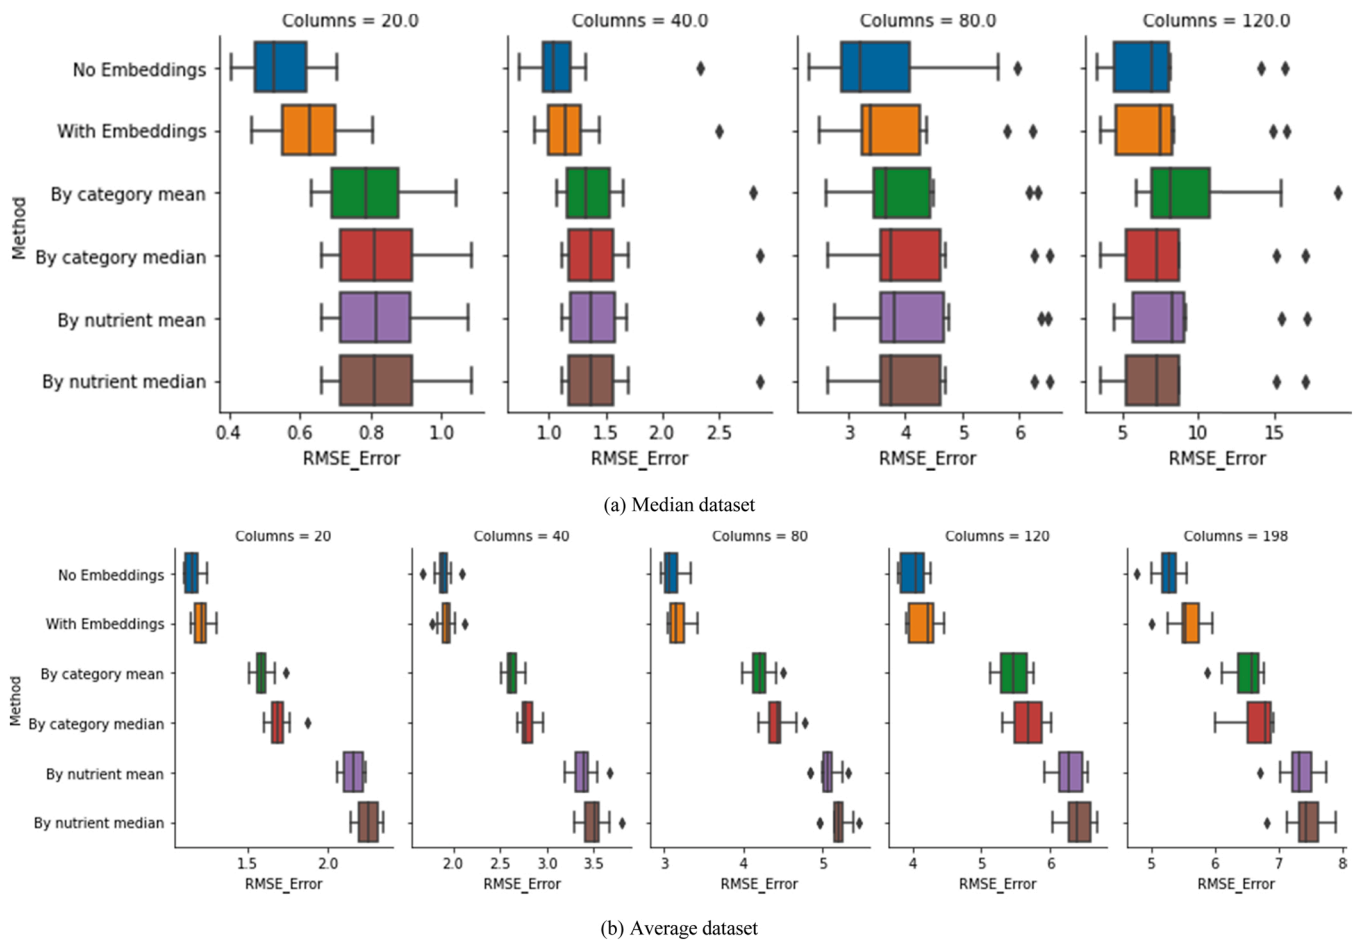 Columns = 20.0 Columns = 40.0 Columns = 80.0 Columns = 120.0
No Embeddings
With Embeddings
By category mean
By category median
By nutrient mean
By nutrient median
Method
0.4 0.6 0.8 1.0 1.0 1.5 2.0 2.5 3 4 5 6 5 10 15
RMSE_Error RMSE_Error RMSE_Error RMSE_Error
(a) Median dataset
Columns = 20 Columns = 40 Columns = 80 Columns = 120 Columns = 198
No Embeddings
With Embeddings
By category mean
By category median
By nutrient mean
By nutrient median
Method
1.5 2.0 2.0 2.5 3.0 3.5 3 4 5 4 5 6 5 6 7 8
RMSE_Error RMSE_Error RMSE_Error RMSE_Error RMSE_Error
(b) Average dataset